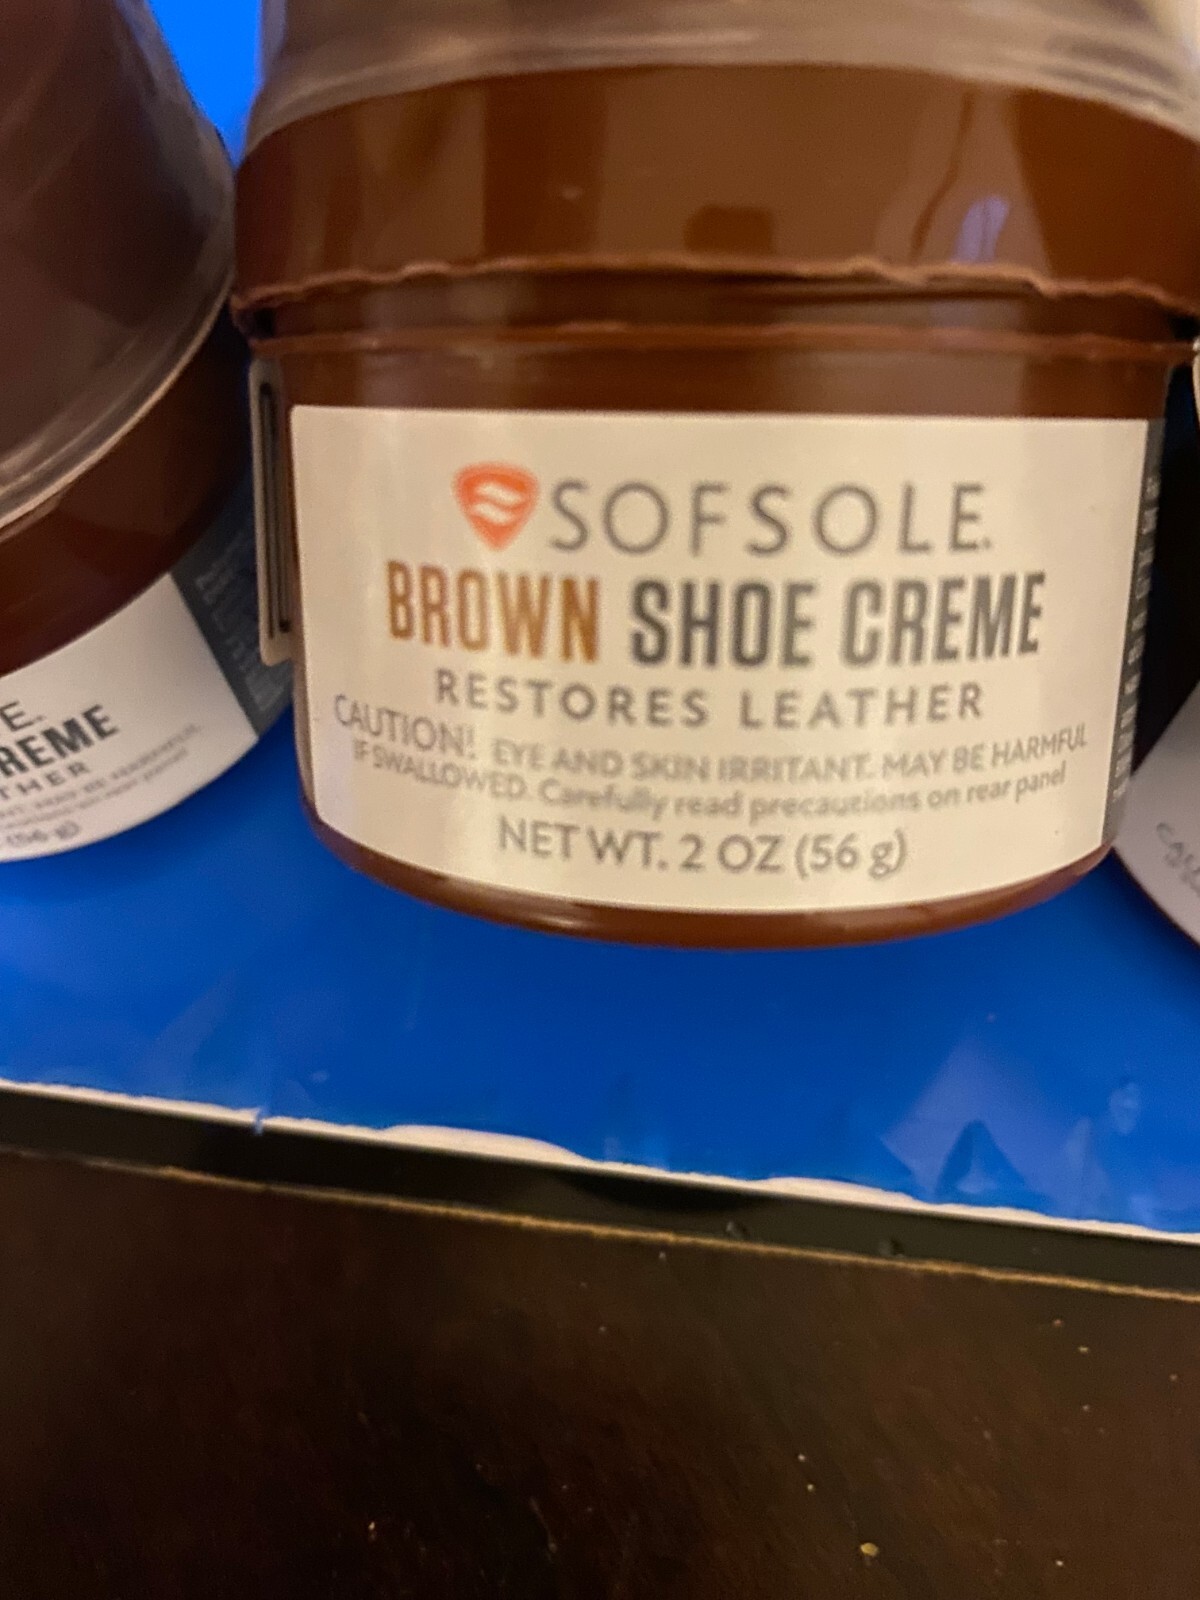 SOFSOLE.
BROWN SHOE CREME
RESTORES LEATHER
CAUTION! EYE AND SKIN IRRITANT. MAY BE HARMFUL
IF SWALLOWED. Carefully read precautions on rear panel
NET WT. 2 OZ (56 g)
E.
REME
THER
(56 g)